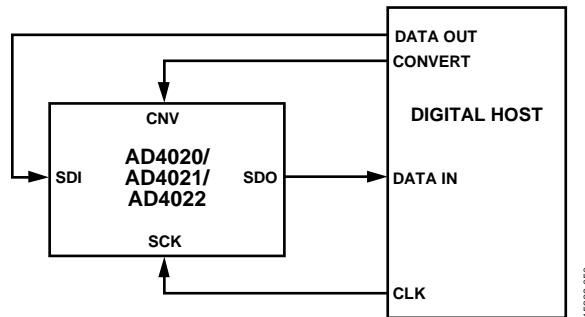 DATA OUT
CONVERT
DIGITAL HOST
CNV
AD4020/
AD4021/
AD4022
SDI
SDO
DATA IN
SCK
CLK